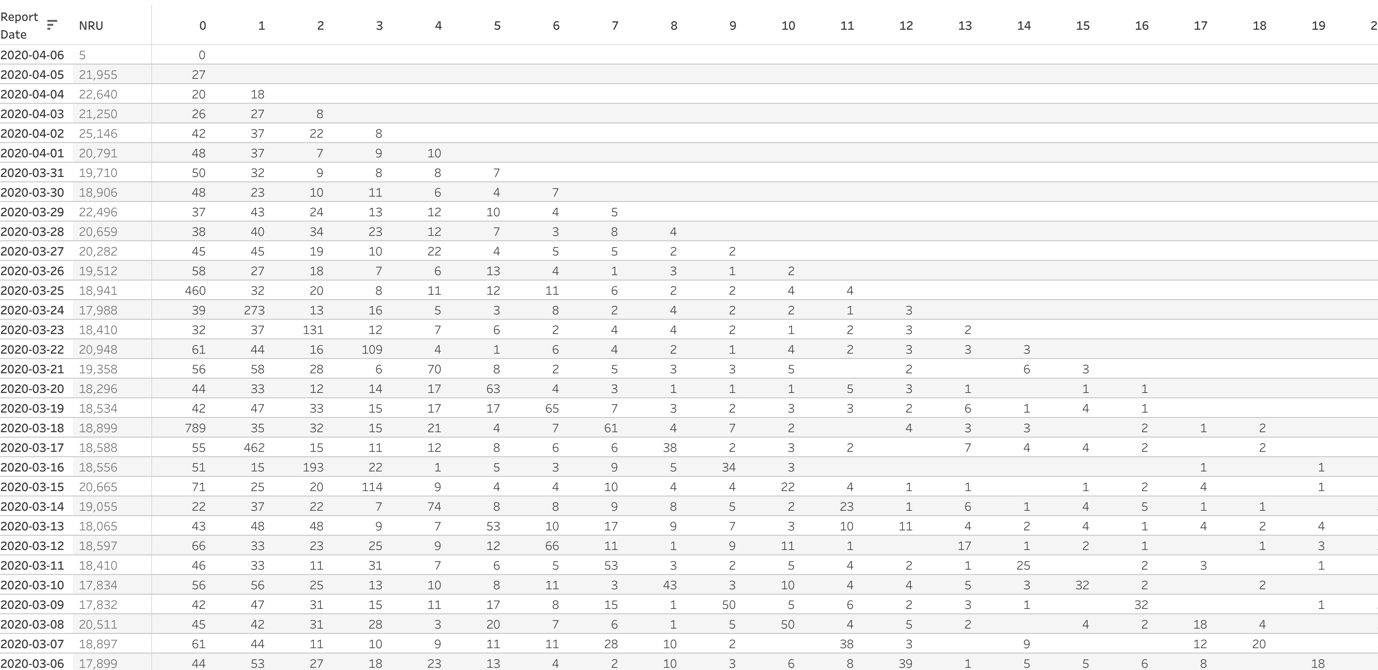 Report Date NRU 0 1 2 3 4 5 6 7 8 9 10 11 12 13 14 15 16 17 18 19 2
2020-04-06 5 0
2020-04-05 21,955 27
2020-04-04 22,640 20 18
2020-04-03 21,250 26 27 8
2020-04-02 25,146 42 37 22 8
2020-04-01 20,791 48 37 7 9 10
2020-03-31 19,710 50 32 9 8 8 7
2020-03-30 18,906 48 23 10 11 6 4 7
2020-03-29 22,496 37 43 24 13 12 10 4 5
2020-03-28 20,659 38 40 34 23 12 7 3 8 4
2020-03-27 20,282 45 45 19 10 22 4 5 5 2 2
2020-03-26 19,512 58 27 18 7 6 13 4 1 3 1 2
2020-03-25 18,941 460 32 20 8 11 12 11 6 2 2 4 4
2020-03-24 17,988 39 273 13 16 5 3 8 2 4 2 2 1 3
2020-03-23 18,410 32 37 131 12 7 6 2 4 4 2 1 2 3 2
2020-03-22 20,948 61 44 16 109 4 1 6 4 2 1 4 2 3 3 3
2020-03-21 19,358 56 58 28 6 70 8 2 5 3 3 5 2 6 3
2020-03-20 18,296 44 33 12 14 17 63 4 3 1 1 1 5 3 1 1 1
2020-03-19 18,534 42 47 33 15 17 17 65 7 3 2 3 3 2 6 1 4 1
2020-03-18 18,899 789 35 32 15 21 4 7 61 4 7 2 4 3 3 2 1 2
2020-03-17 18,588 55 462 15 11 12 8 6 6 38 2 3 2 7 4 4 2 2
2020-03-16 18,556 51 15 193 22 1 5 3 9 5 34 3 1 1
2020-03-15 20,665 71 25 20 114 9 4 4 10 4 4 22 4 1 1 1 2 4 1
2020-03-14 19,055 22 37 22 7 74 8 8 9 8 5 2 23 1 6 1 4 5 1 1
2020-03-13 18,065 43 48 48 9 7 53 10 17 9 7 3 10 11 4 2 4 1 4 2 4
2020-03-12 18,597 66 33 23 25 9 12 66 11 1 9 11 1 17 1 2 1 1 3
2020-03-11 18,410 46 33 11 31 7 6 5 53 3 2 5 4 2 1 25 2 3 1
2020-03-10 17,834 56 56 25 13 10 8 11 3 43 3 10 4 4 5 3 32 2 2
2020-03-09 17,832 42 47 31 15 11 17 8 15 1 50 5 6 2 3 1 32 1
2020-03-08 20,511 45 42 31 28 3 20 7 6 1 5 50 4 5 2 4 2 18 4
2020-03-07 18,897 61 44 11 10 9 11 11 28 10 2 38 3 9 12 20
2020-03-06 17,899 44 53 27 18 23 13 4 2 10 3 6 8 39 1 5 5 6 8 18